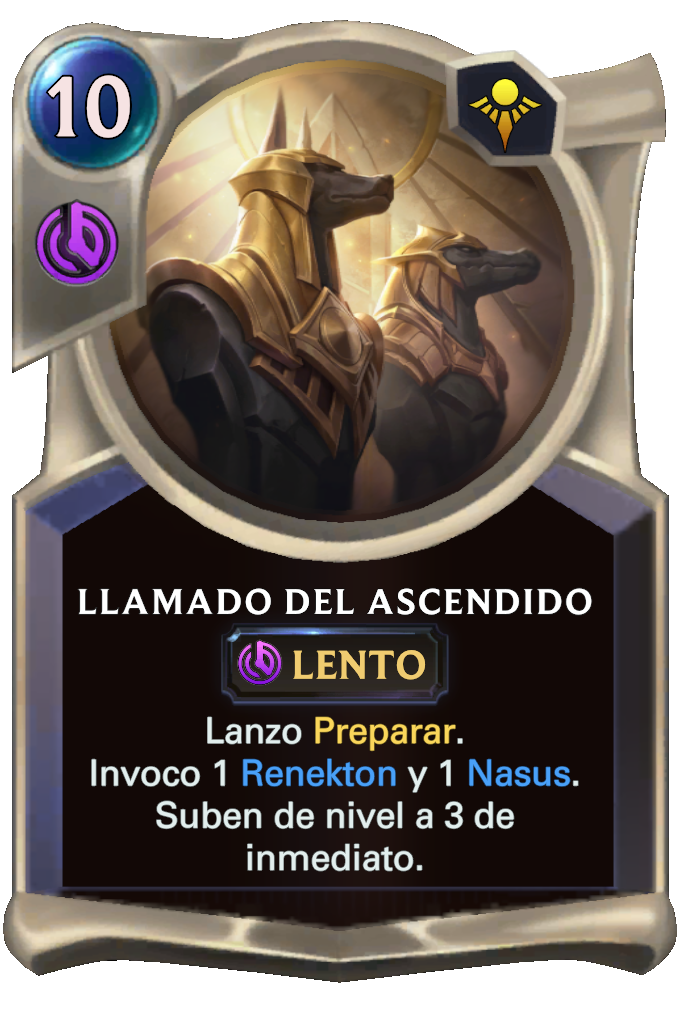 10
LLAMADO DEL ASCENDIDO
LENTO
Lanzo Preparar.
Invoco 1 Renekton y 1 Nasus.
Suben de nivel a 3 de
inmediato.